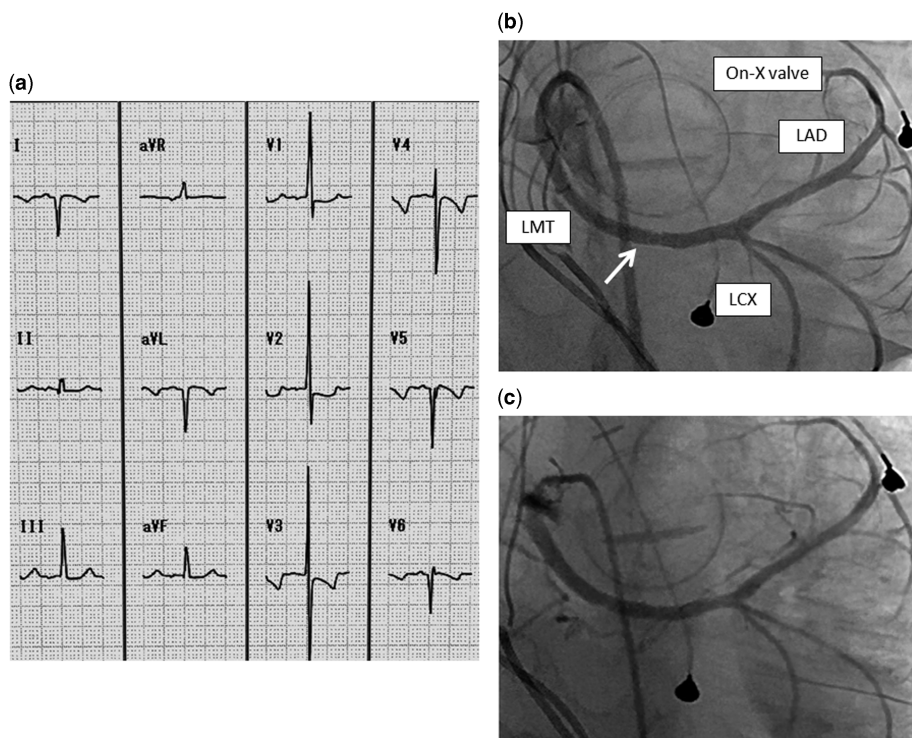 (a)
I
aVR
V1
V4
II
aVL
V2
V5
III
aVF
V3
V6
(b)
On-X valve
LAD
LMT
LCX
(c)